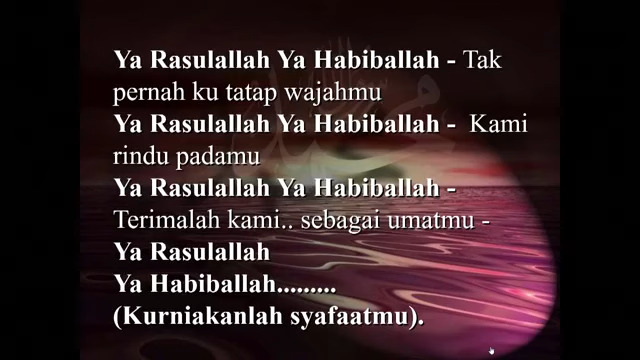 Ya Rasulallah Ya Habiballah - Tak
pernah ku tatap wajahmu
Ya Rasulallah Ya Habiballah - Kami
rindu padamu
Ya Rasulallah Ya Habiballah -
Terimalah kami.. sebagai umatmu -
Ya Rasulallah
Ya Habiballah.........
(Kurniakanlah syafaatmu).